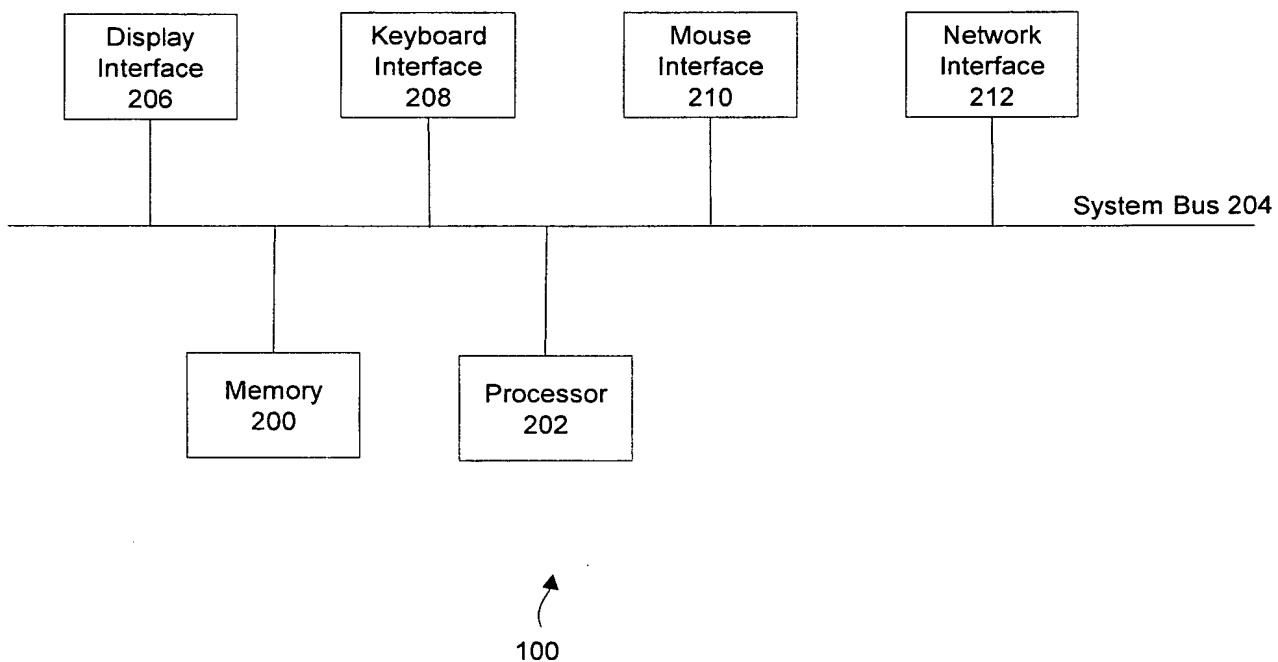 Display
Interface
206
Keyboard
Interface
208
Mouse
Interface
210
Network
Interface
212
System Bus 204
Memory
200
Processor
202
100